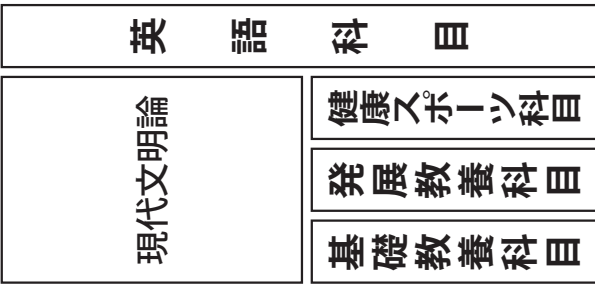 英語科目
現代文明論
健康スポーツ科目
発展教養科目
基礎教養科目